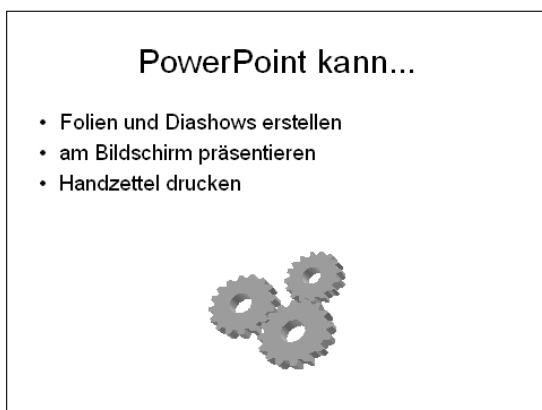 PowerPoint kann...
• Folien und Diashows erstellen
• am Bildschirm präsentieren
• Handzettel drucken